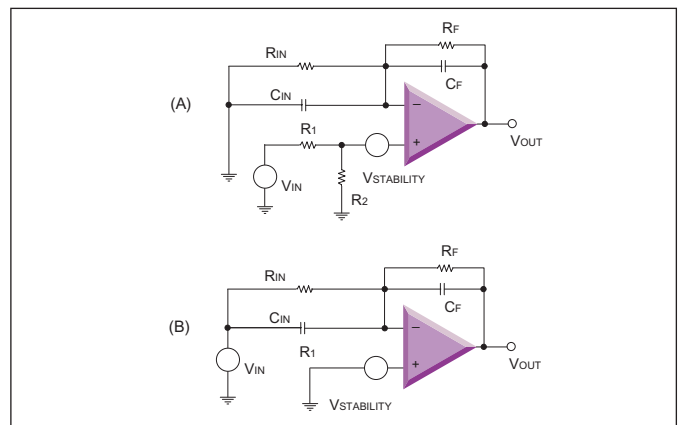 RF
RIN
CF
CIN
(A)
−
R1
+
VOUT
VIN
VSTABILITY
R2
RF
RIN
CF
CIN
(B)
−
R1
VOUT
VIN
+
VSTABILITY